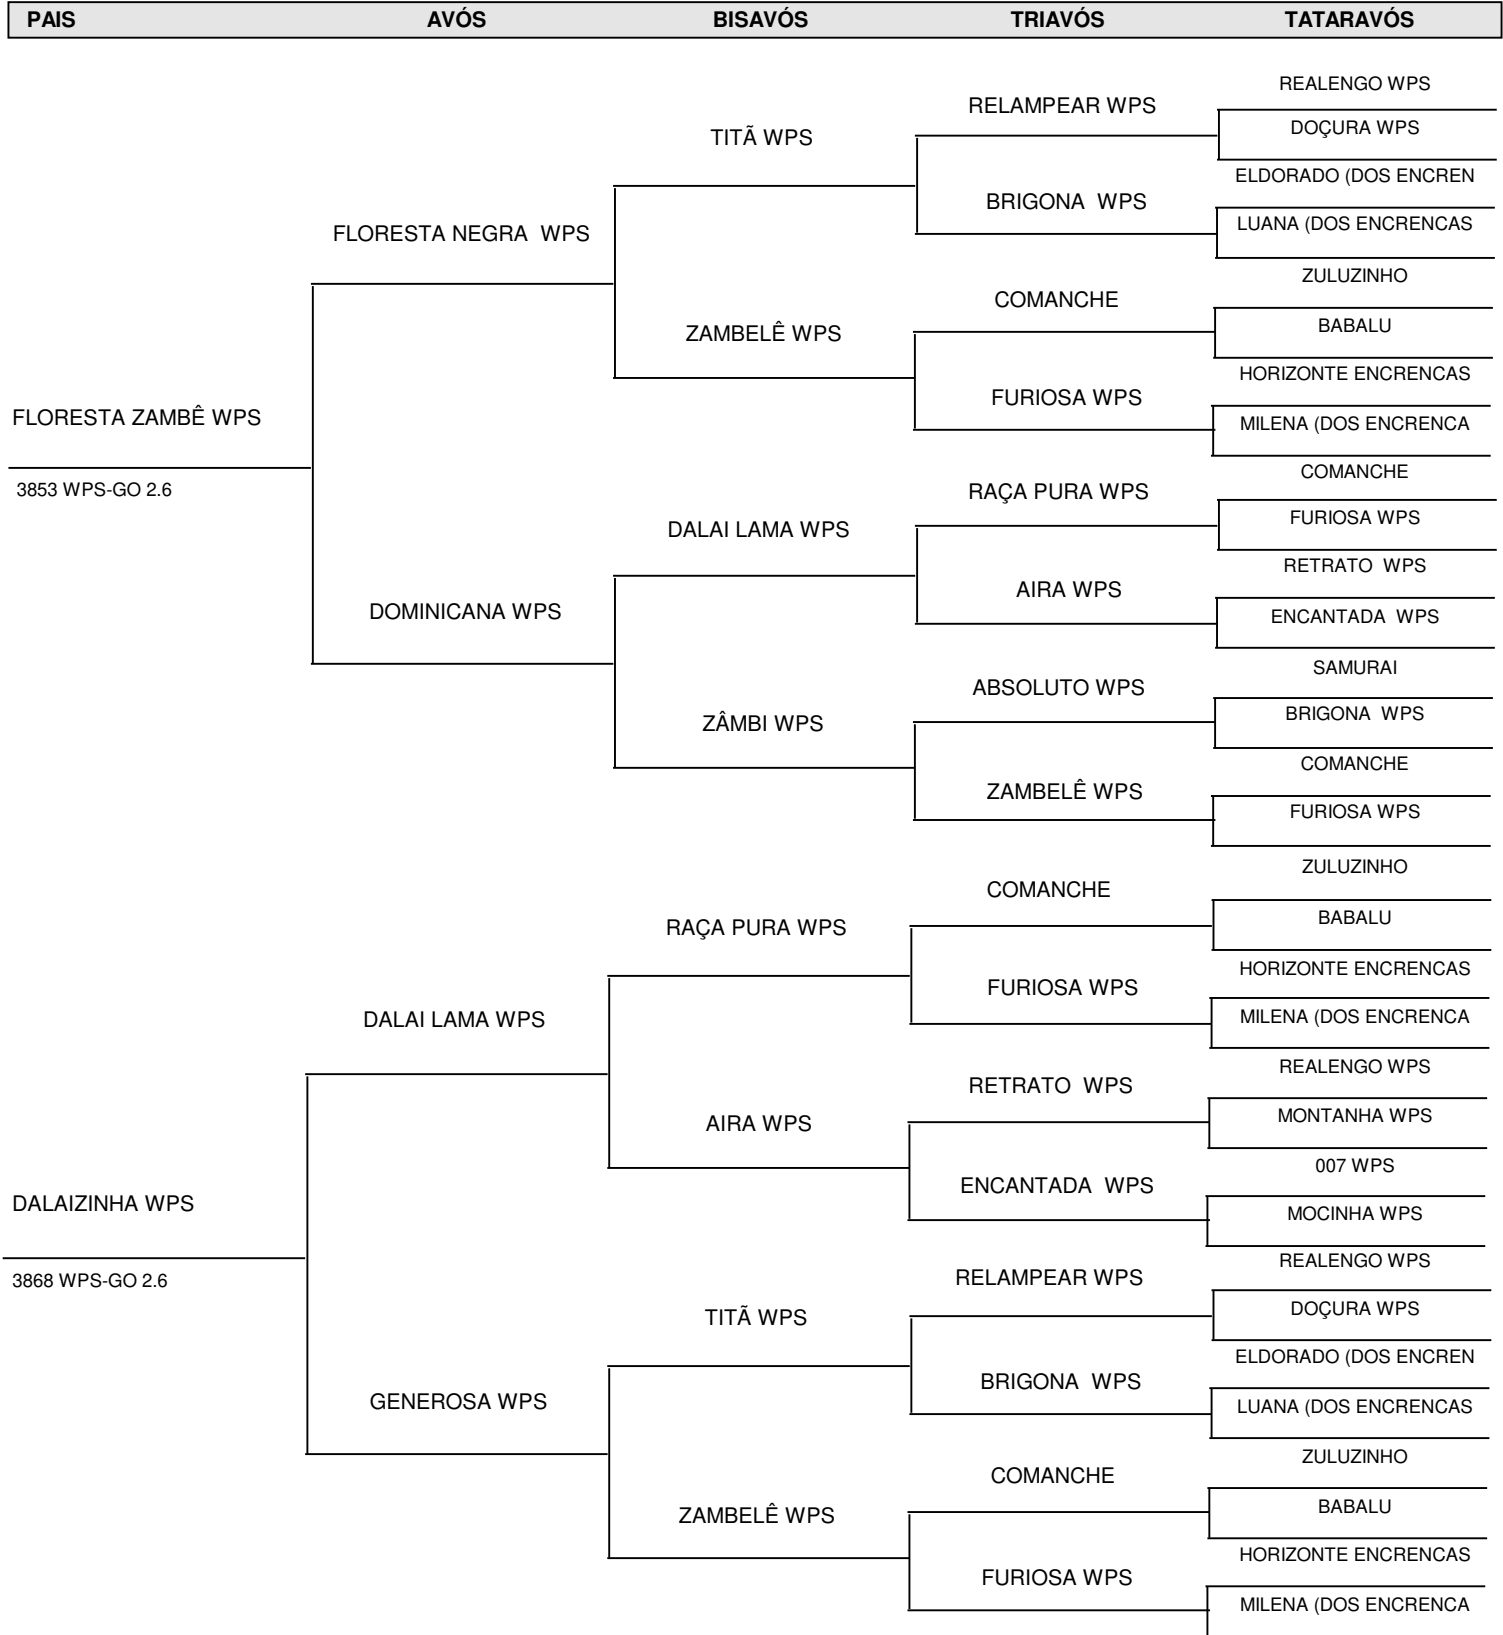 PAIS AVÓS BISAVÓS TRIAVÓS TATARAVÓS
REALENGO WPS
RELAMPEAR WPS
DOÇURA WPS
TITÃ WPS
ELDORADO (DOS ENCREN
BRIGONA  WPS
LUANA (DOS ENCRENCAS
FLORESTA NEGRA  WPS
ZULUZINHO
COMANCHE
BABALU
ZAMBELÊ WPS
HORIZONTE ENCRENCAS
FURIOSA WPS
MILENA (DOS ENCRENCA
FLORESTA ZAMBÊ WPS
3853 WPS-GO 2.6
COMANCHE
RAÇA PURA WPS
FURIOSA WPS
DALAI LAMA WPS
RETRATO  WPS
AIRA WPS
ENCANTADA  WPS
DOMINICANA WPS
SAMURAI
ABSOLUTO WPS
BRIGONA  WPS
ZÂMBI WPS
COMANCHE
ZAMBELÊ WPS
FURIOSA WPS
ZULUZINHO
COMANCHE
BABALU
RAÇA PURA WPS
HORIZONTE ENCRENCAS
FURIOSA WPS
MILENA (DOS ENCRENCA
DALAI LAMA WPS
REALENGO WPS
RETRATO  WPS
MONTANHA WPS
AIRA WPS
007 WPS
ENCANTADA  WPS
MOCINHA WPS
DALAIZINHA WPS
3868 WPS-GO 2.6
REALENGO WPS
RELAMPEAR WPS
DOÇURA WPS
TITÃ WPS
ELDORADO (DOS ENCREN
BRIGONA  WPS
LUANA (DOS ENCRENCAS
GENEROSA WPS
ZULUZINHO
COMANCHE
BABALU
ZAMBELÊ WPS
HORIZONTE ENCRENCAS
FURIOSA WPS
MILENA (DOS ENCRENCA